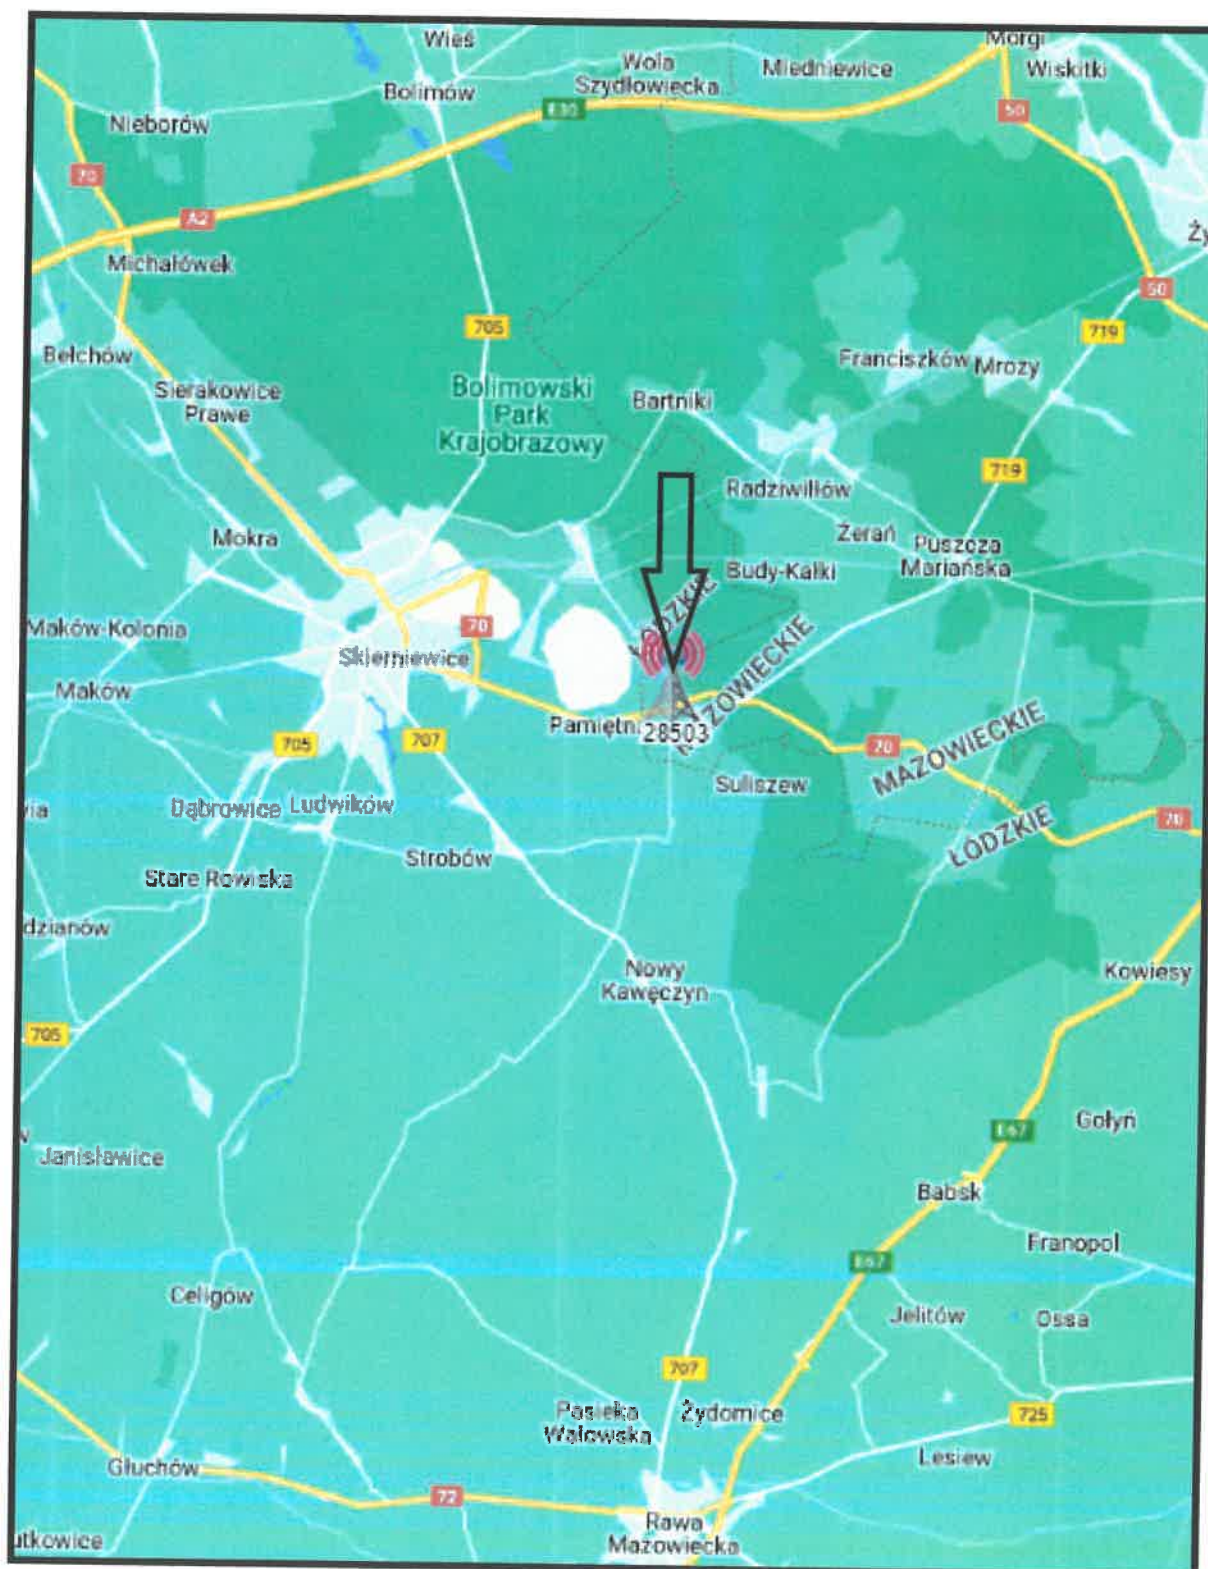 Wieś
Morgi
Wola
Szydłowiecka
Miedniewice
Wiskitki
Bolimów
E30
50
Nieborów
70
A2
Michałówek
Ży
50
705
719
Bełchów
Franciszków
Mrozy
Sierakowice
Prawe
Bolimowski
Park
Krajobrazowy
Bartniki
719
Radziwiłłów
Mokra
Żerań
Puszcza
Mariańska
Budy-Kałki
ŁÓDZKIE
Maków-Kolonia
70
MAZOWIECKIE
Skierniewice
Maków
Pamiętn
28503
705
707
70
MAZOWIECKIE
Suliszew
ia
Dąbrowice
Ludwików
70
ŁÓDZKIE
Strobów
Stare Rowiska
dzianów
Nowy
Kawęczyn
Kowiesy
705
Gołyń
E67
w
Janisławice
Babsk
Franopol
E67
Celigów
Jelitów
Ossa
707
Pasieka
Wałowska
Żydomice
725
Głuchów
Lesiew
72
Rawa
Mazowiecka
utkowice